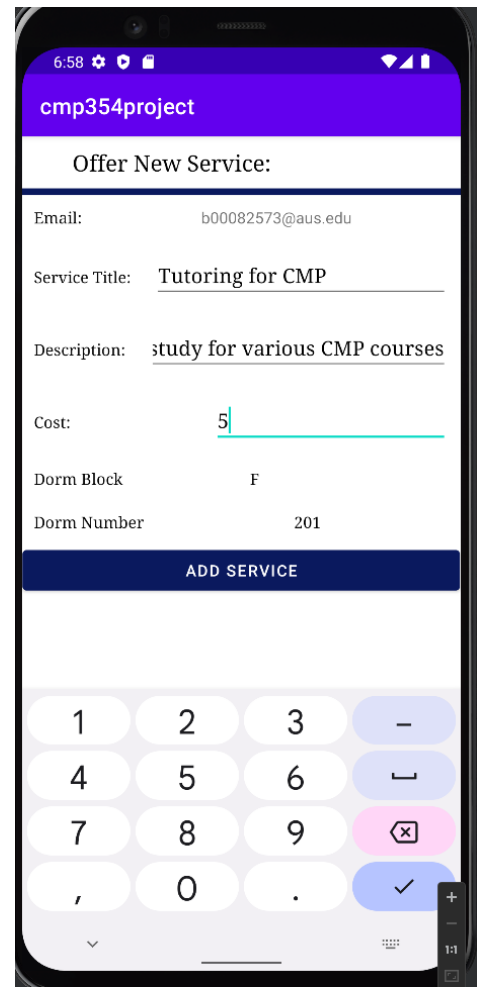 6:58
cmp354project
Offer New Service:
Email: b00082573@aus.edu
Service Title: Tutoring for CMP
Description: study for various CMP courses
Cost: 5
Dorm Block F
Dorm Number 201
ADD SERVICE
1 2 3 –
4 5 6
7 8 9
, 0 .
1:1